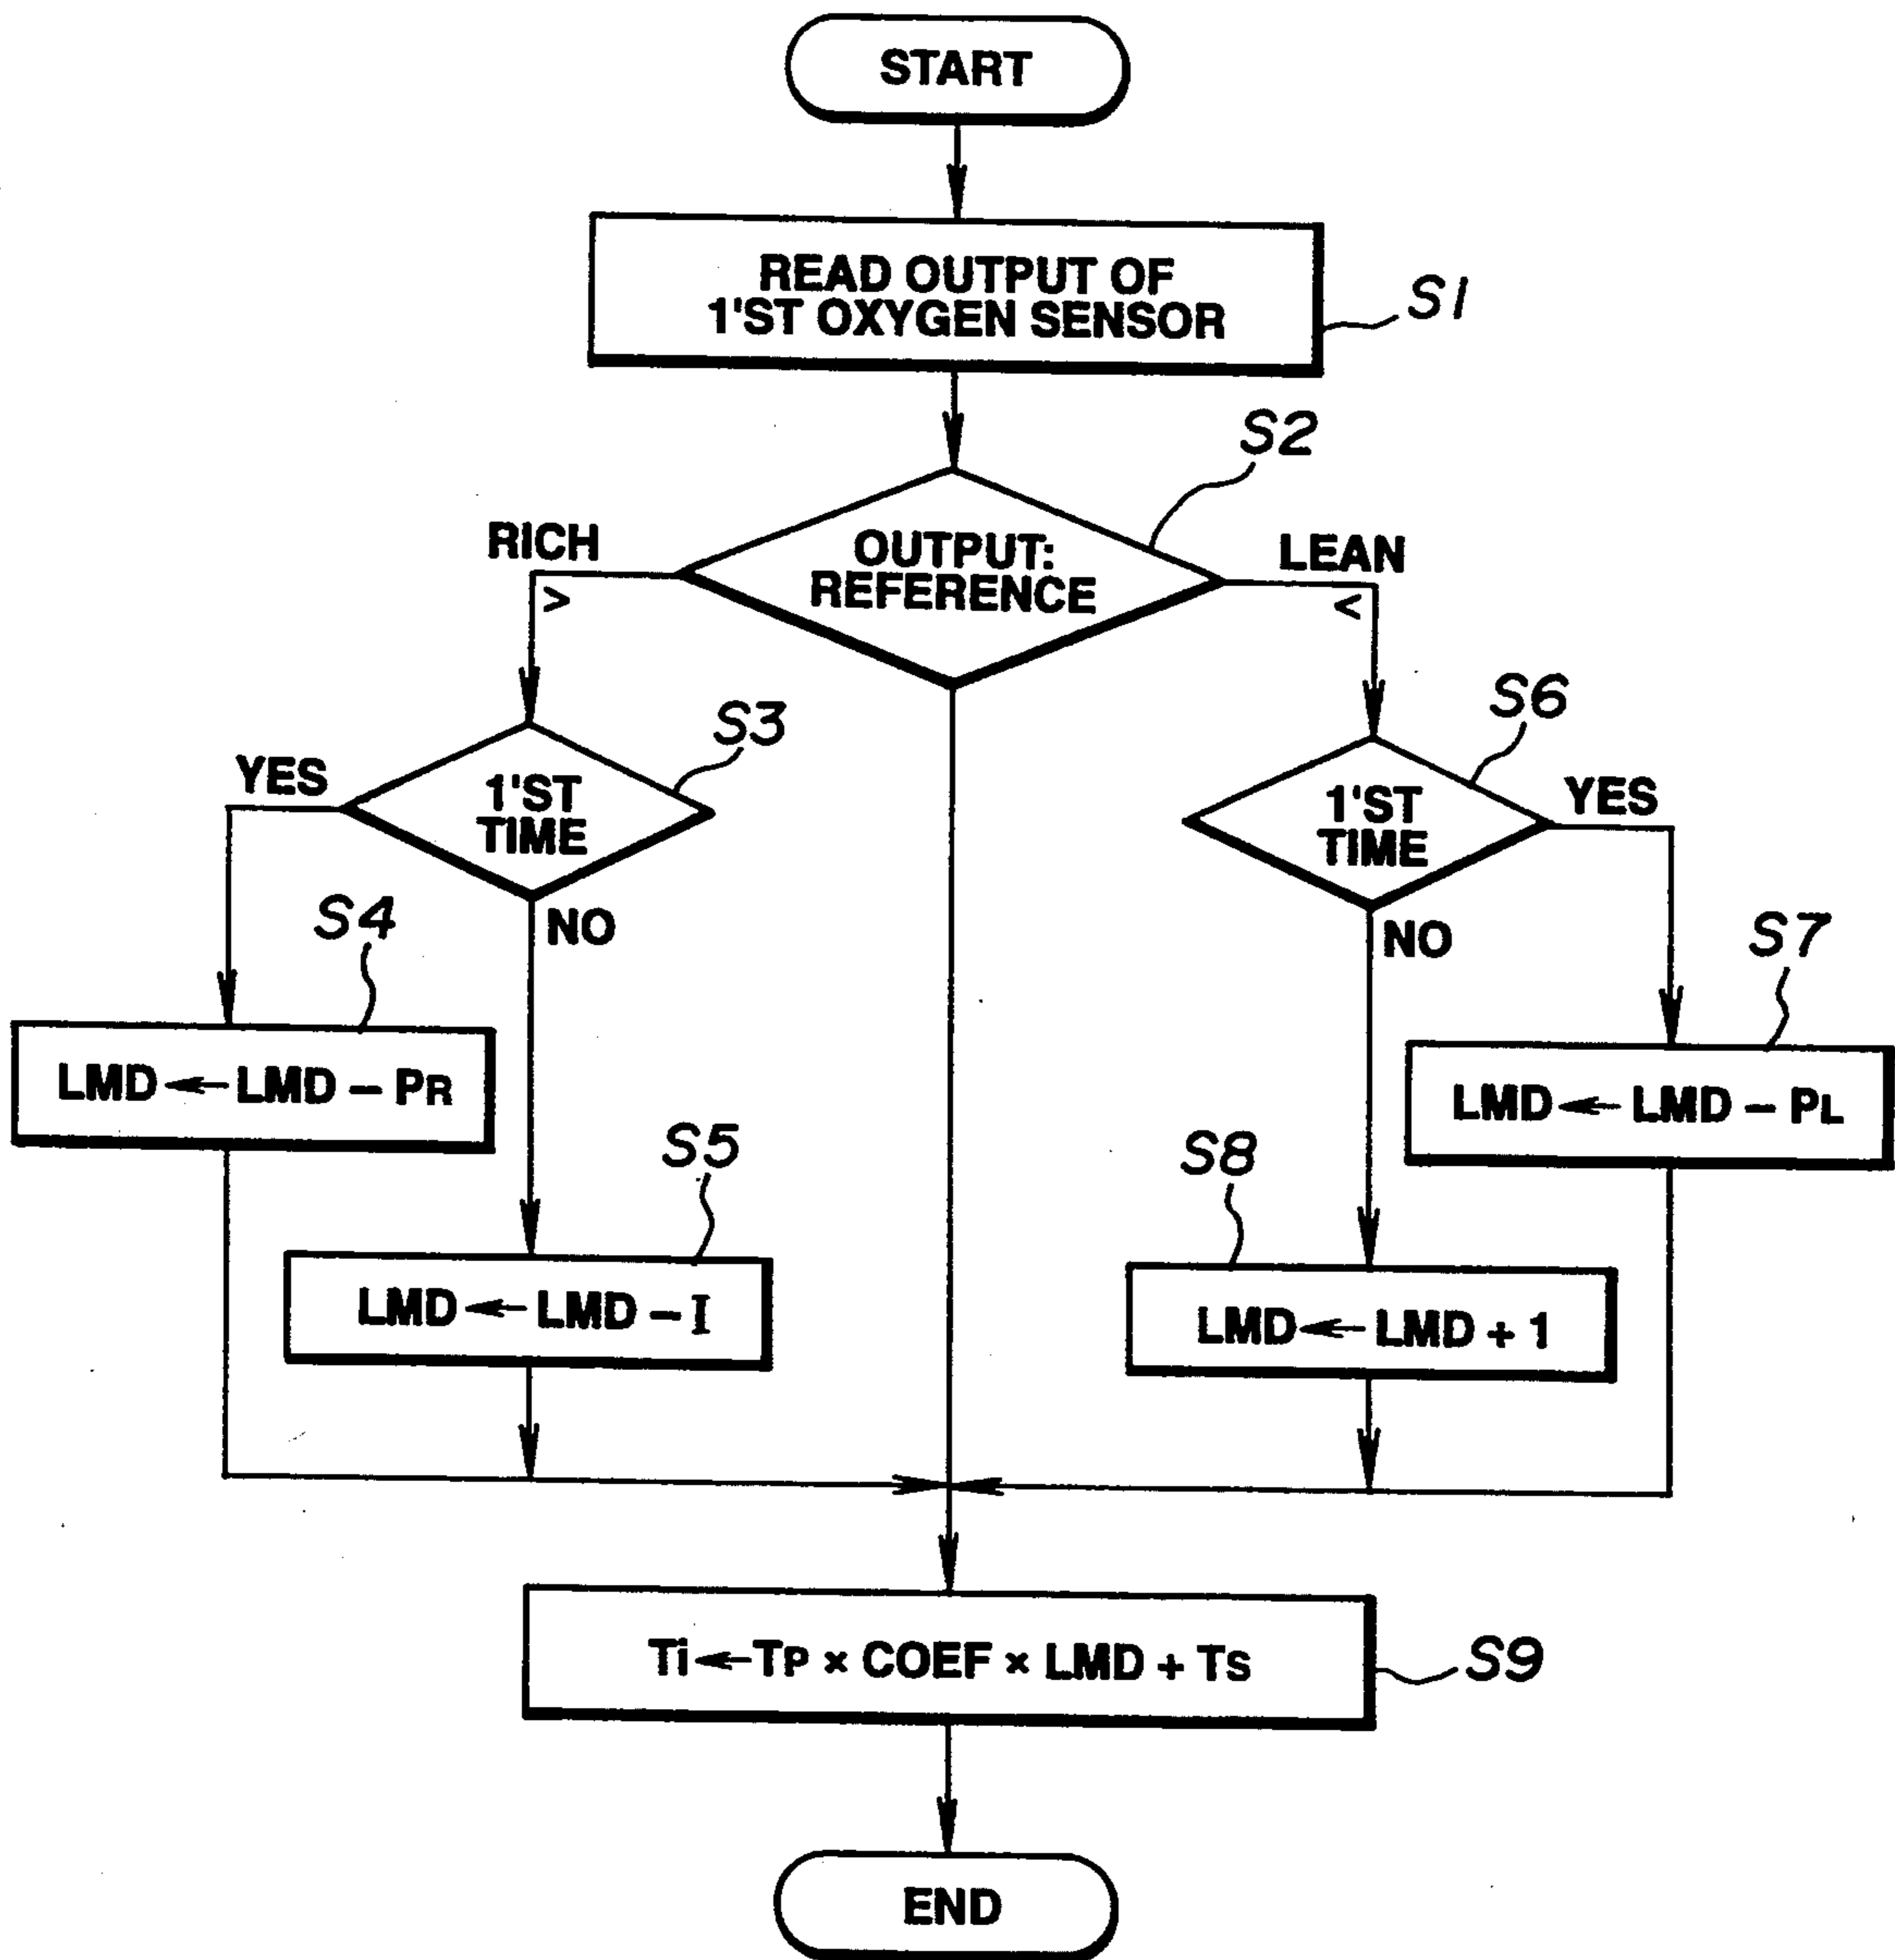 START
READ OUTPUT OF
1'ST OXYGEN SENSOR
S1
S2
RICH
OUTPUT:
REFERENCE
LEAN
>
<
S3
S6
YES
1'ST
TIME
1'ST
TIME
YES
S4
NO
NO
S7
LMD ← LMD – PR
LMD ← LMD – PL
S5
S8
LMD ← LMD – I
LMD ← LMD + 1
Ti ← TP × COEF × LMD + TS
S9
END